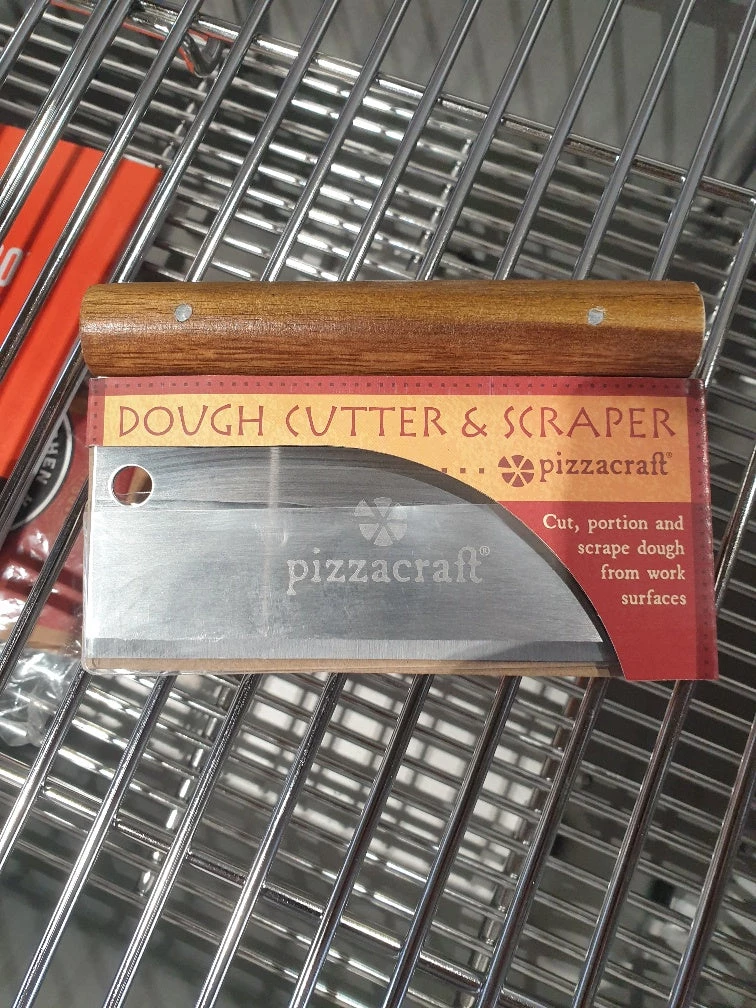 DOUGH CUTTER & SCRAPER
pizzacraft®
Cut, portion and
scrape dough
from work
surfaces
pizzacraft®